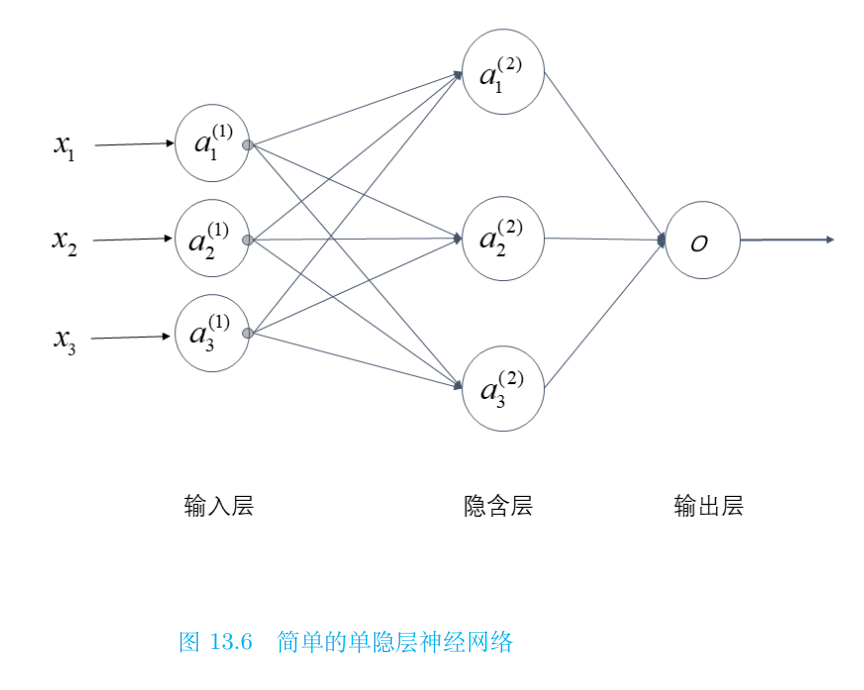 x₁ a₁⁽¹⁾ a₁⁽²⁾
x₂ a₂⁽¹⁾ a₂⁽²⁾ o
x₃ a₃⁽¹⁾ a₃⁽²⁾
输入层 隐含层 输出层
图 13.6 简单的单隐层神经网络